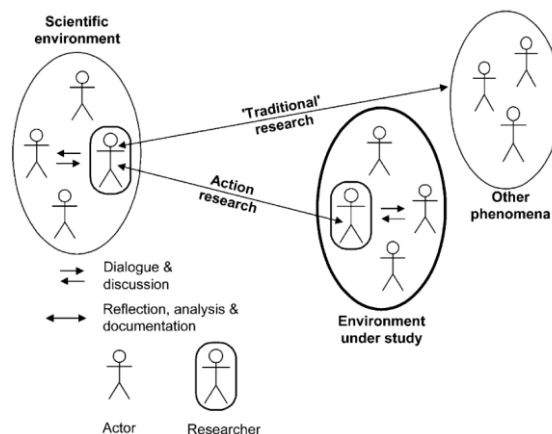 Scientific
environment
'Traditional'
research
Action
research
Other
phenomena
Environment
under study
Dialogue &
discussion
Reflection, analysis &
documentation
Actor
Researcher